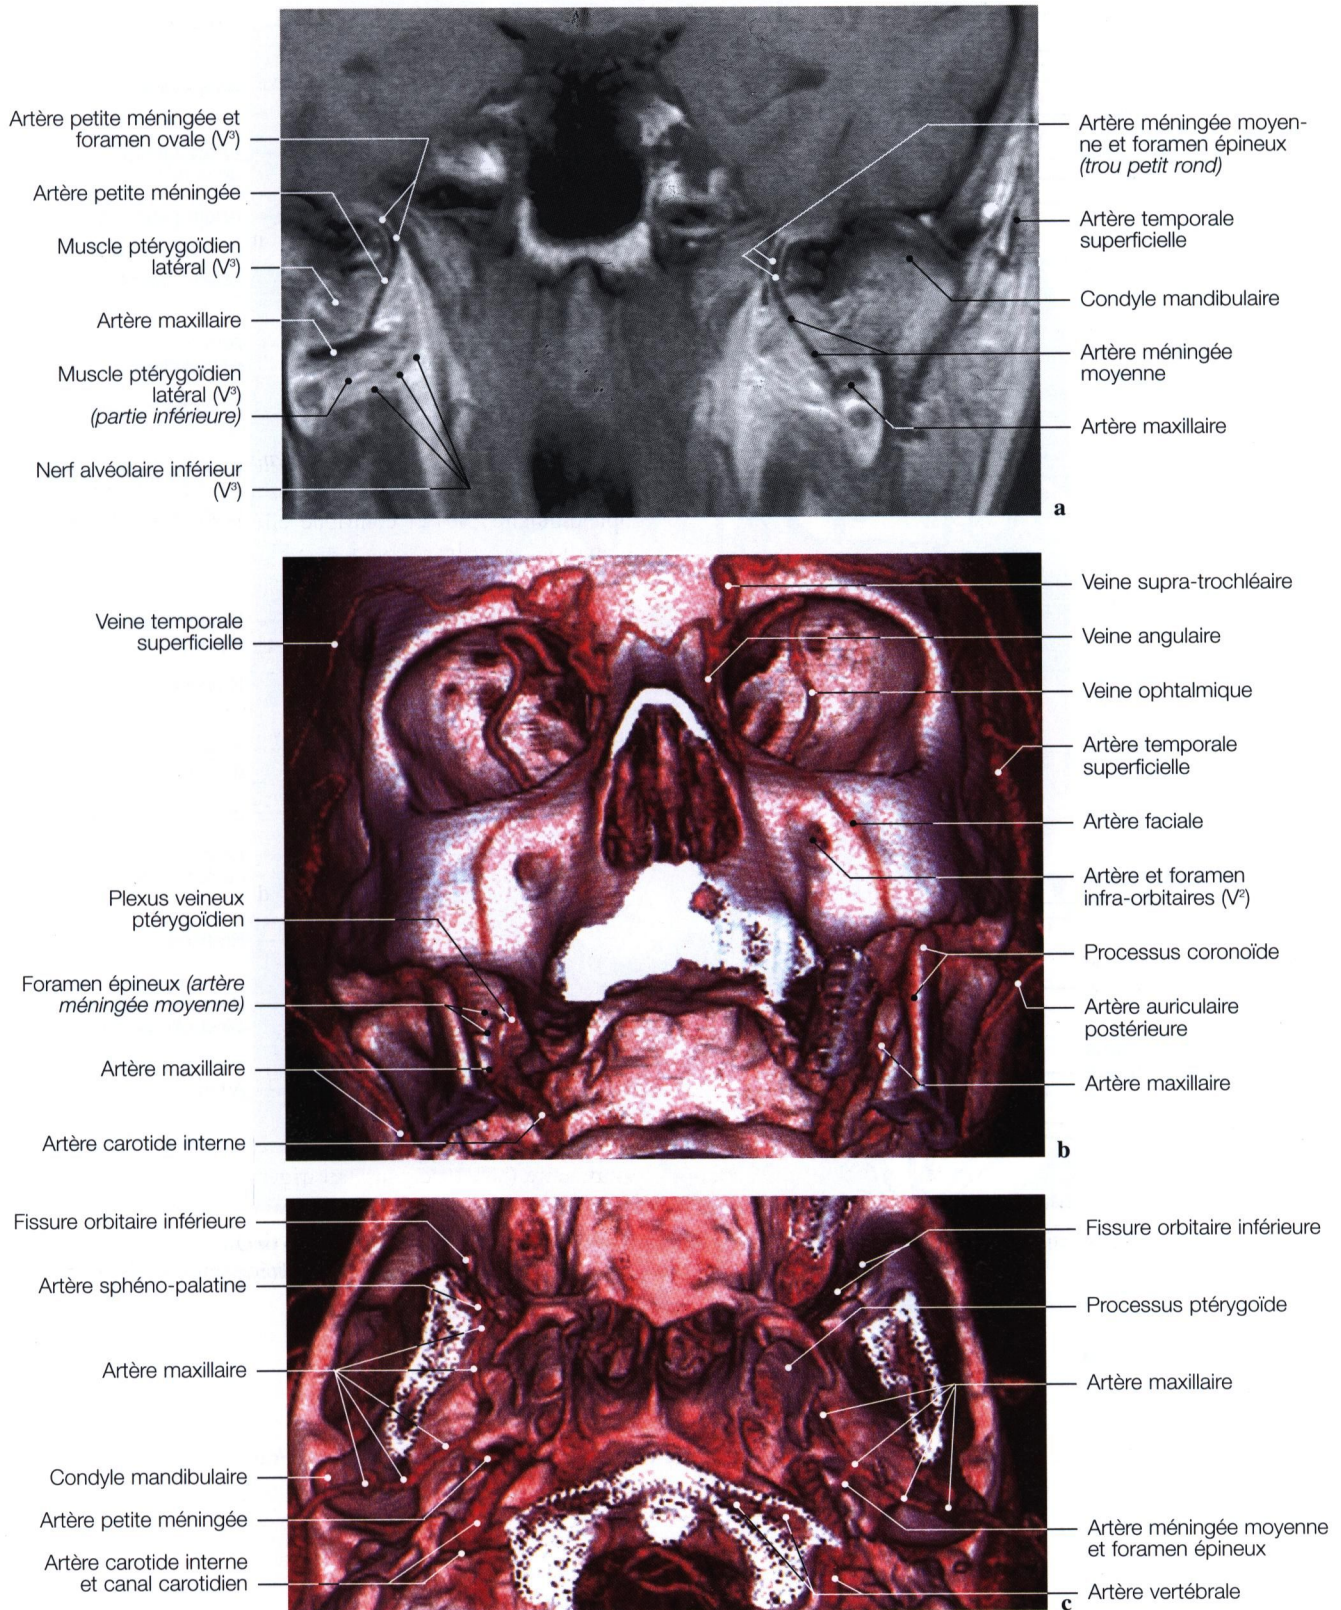 Artère petite méningée et
foramen ovale (V³)
Artère petite méningée
Muscle ptérygoïdien
latéral (V³)
Artère maxillaire
Muscle ptérygoïdien
latéral (V³)
(partie inférieure)
Nerf alvéolaire inférieur
(V³)
Artère méningée moyen-
ne et foramen épineux
(trou petit rond)
Artère temporale
superficielle
Condyle mandibulaire
Artère méningée
moyenne
Artère maxillaire
a
Veine temporale
superficielle
Plexus veineux
ptérygoïdien
Foramen épineux (artère
méningée moyenne)
Artère maxillaire
Artère carotide interne
Veine supra-trochléaire
Veine angulaire
Veine ophtalmique
Artère temporale
superficielle
Artère faciale
Artère et foramen
infra-orbitaires (V²)
Processus coronoïde
Artère auriculaire
postérieure
Artère maxillaire
b
Fissure orbitaire inférieure
Artère sphéno-palatine
Artère maxillaire
Condyle mandibulaire
Artère petite méningée
Artère carotide interne
et canal carotidien
Fissure orbitaire inférieure
Processus ptérygoïde
Artère maxillaire
Artère méningée moyenne
et foramen épineux
Artère vertébrale
c